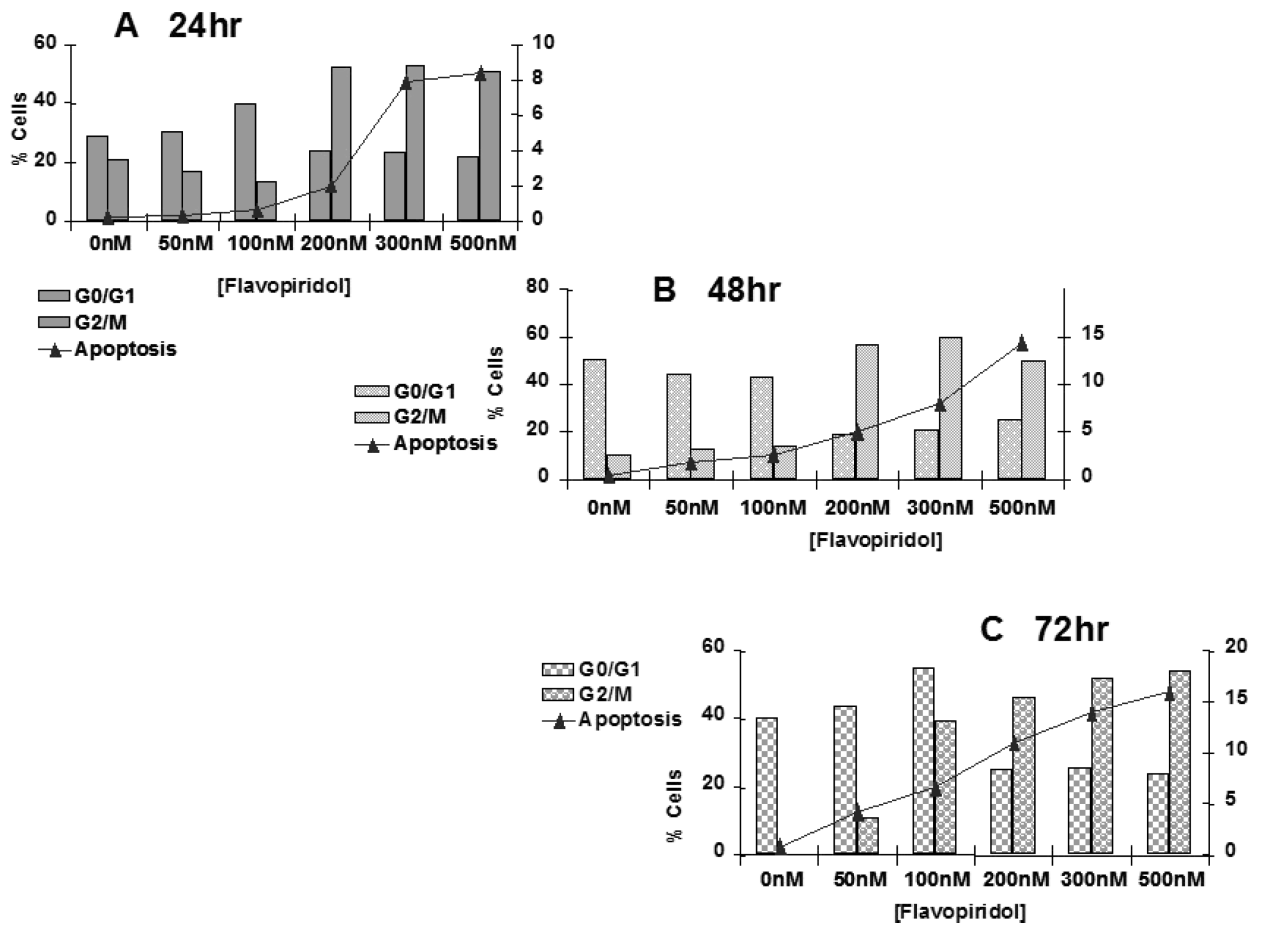 A 24hr
60
40
20
0
% Cells
10
8
6
4
2
0
0nM 50nM 100nM 200nM 300nM 500nM
[Flavopiridol]
G0/G1
G2/M
Apoptosis
B 48hr
80
60
40
20
0
% Cells
15
10
5
0
G0/G1
G2/M
Apoptosis
0nM 50nM 100nM 200nM 300nM 500nM
[Flavopiridol]
C 72hr
60
40
20
0
% Cells
20
15
10
5
0
G0/G1
G2/M
Apoptosis
0nM 50nM 100nM 200nM 300nM 500nM
[Flavopiridol]